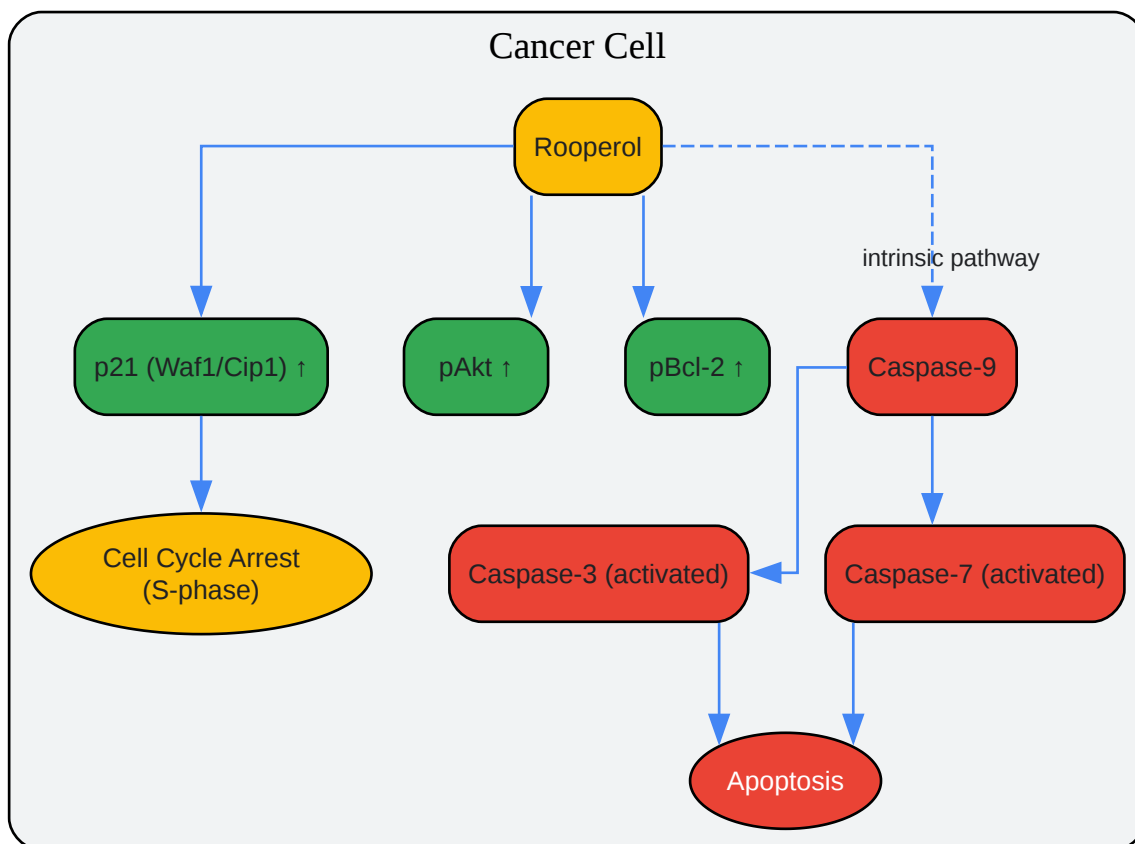 Cancer Cell
Rooperol
intrinsic pathway
p21 (Waf1/Cip1) ↑
pAkt ↑
pBcl-2 ↑
Caspase-9
Cell Cycle Arrest
(S-phase)
Caspase-3 (activated)
Caspase-7 (activated)
Apoptosis